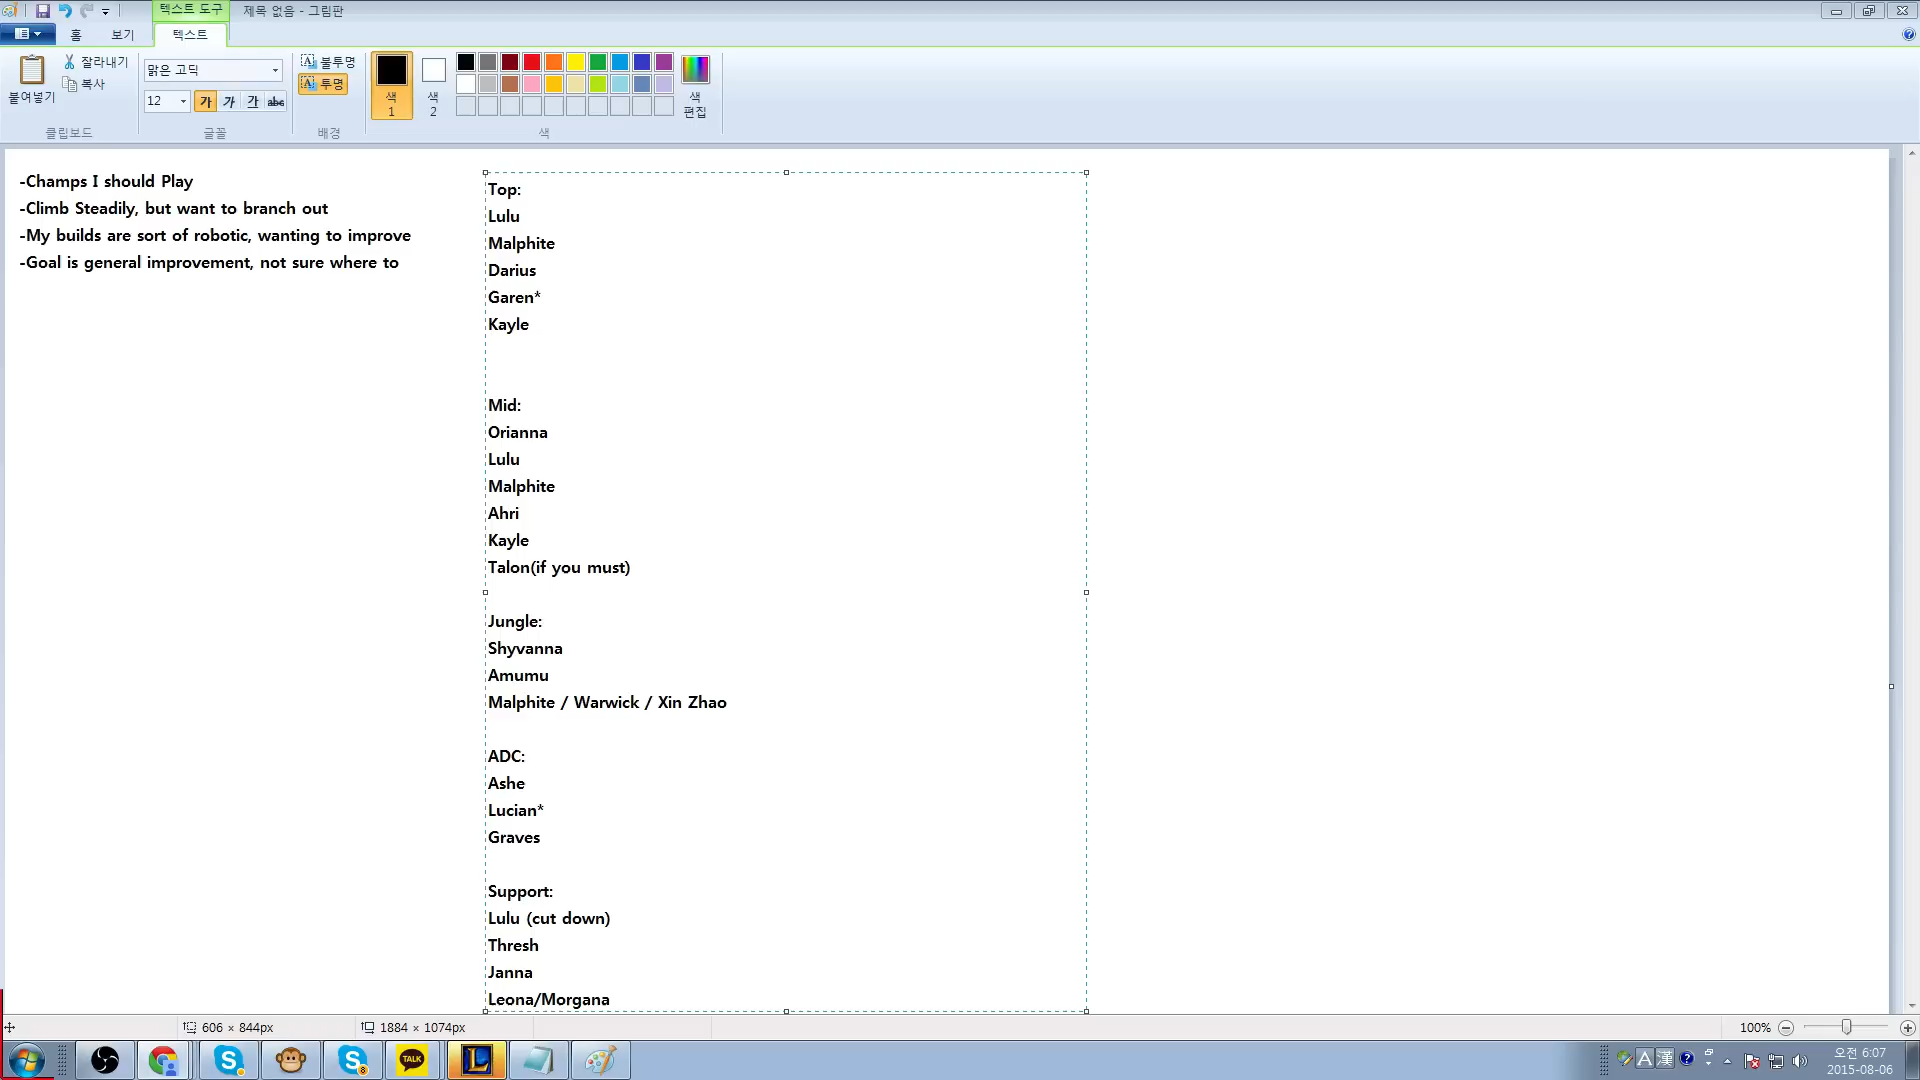 텍스트 도구
제목 없음 - 그림판
홈
보기
텍스트
붙여넣기
잘라내기
복사
클립보드
맑은 고딕
12
가 가 간 abc
글꼴
불투명
투명
배경
색
1
색
2
색
편집
색
-Champs I should Play
-Climb Steadily, but want to branch out
-My builds are sort of robotic, wanting to improve
-Goal is general improvement, not sure where to
Top:
Lulu
Malphite
Darius
Garen*
Kayle
Mid:
Orianna
Lulu
Malphite
Ahri
Kayle
Talon(if you must)
Jungle:
Shyvanna
Amumu
Malphite / Warwick / Xin Zhao
ADC:
Ashe
Lucian*
Graves
Support:
Lulu (cut down)
Thresh
Janna
Leona/Morgana
606 × 844px
1884 × 1074px
100%
TALK
A 漢
오전 6:07
2015-08-06